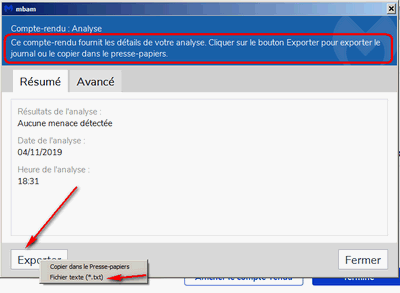 mbam
Compte-rendu : Analyse
Ce compte-rendu fournit les détails de votre analyse. Cliquer sur le bouton Exporter pour exporter le
journal ou le copier dans le presse-papiers.
Résumé
Avancé
Résultats de l'analyse :
Aucune menace détectée
Date de l'analyse :
04/11/2019
Heure de l'analyse :
18:31
Exporter
Fermer
Copier dans le Presse-papiers
Fichier texte (*.txt)
Afficher le compte-rendu
Terminé